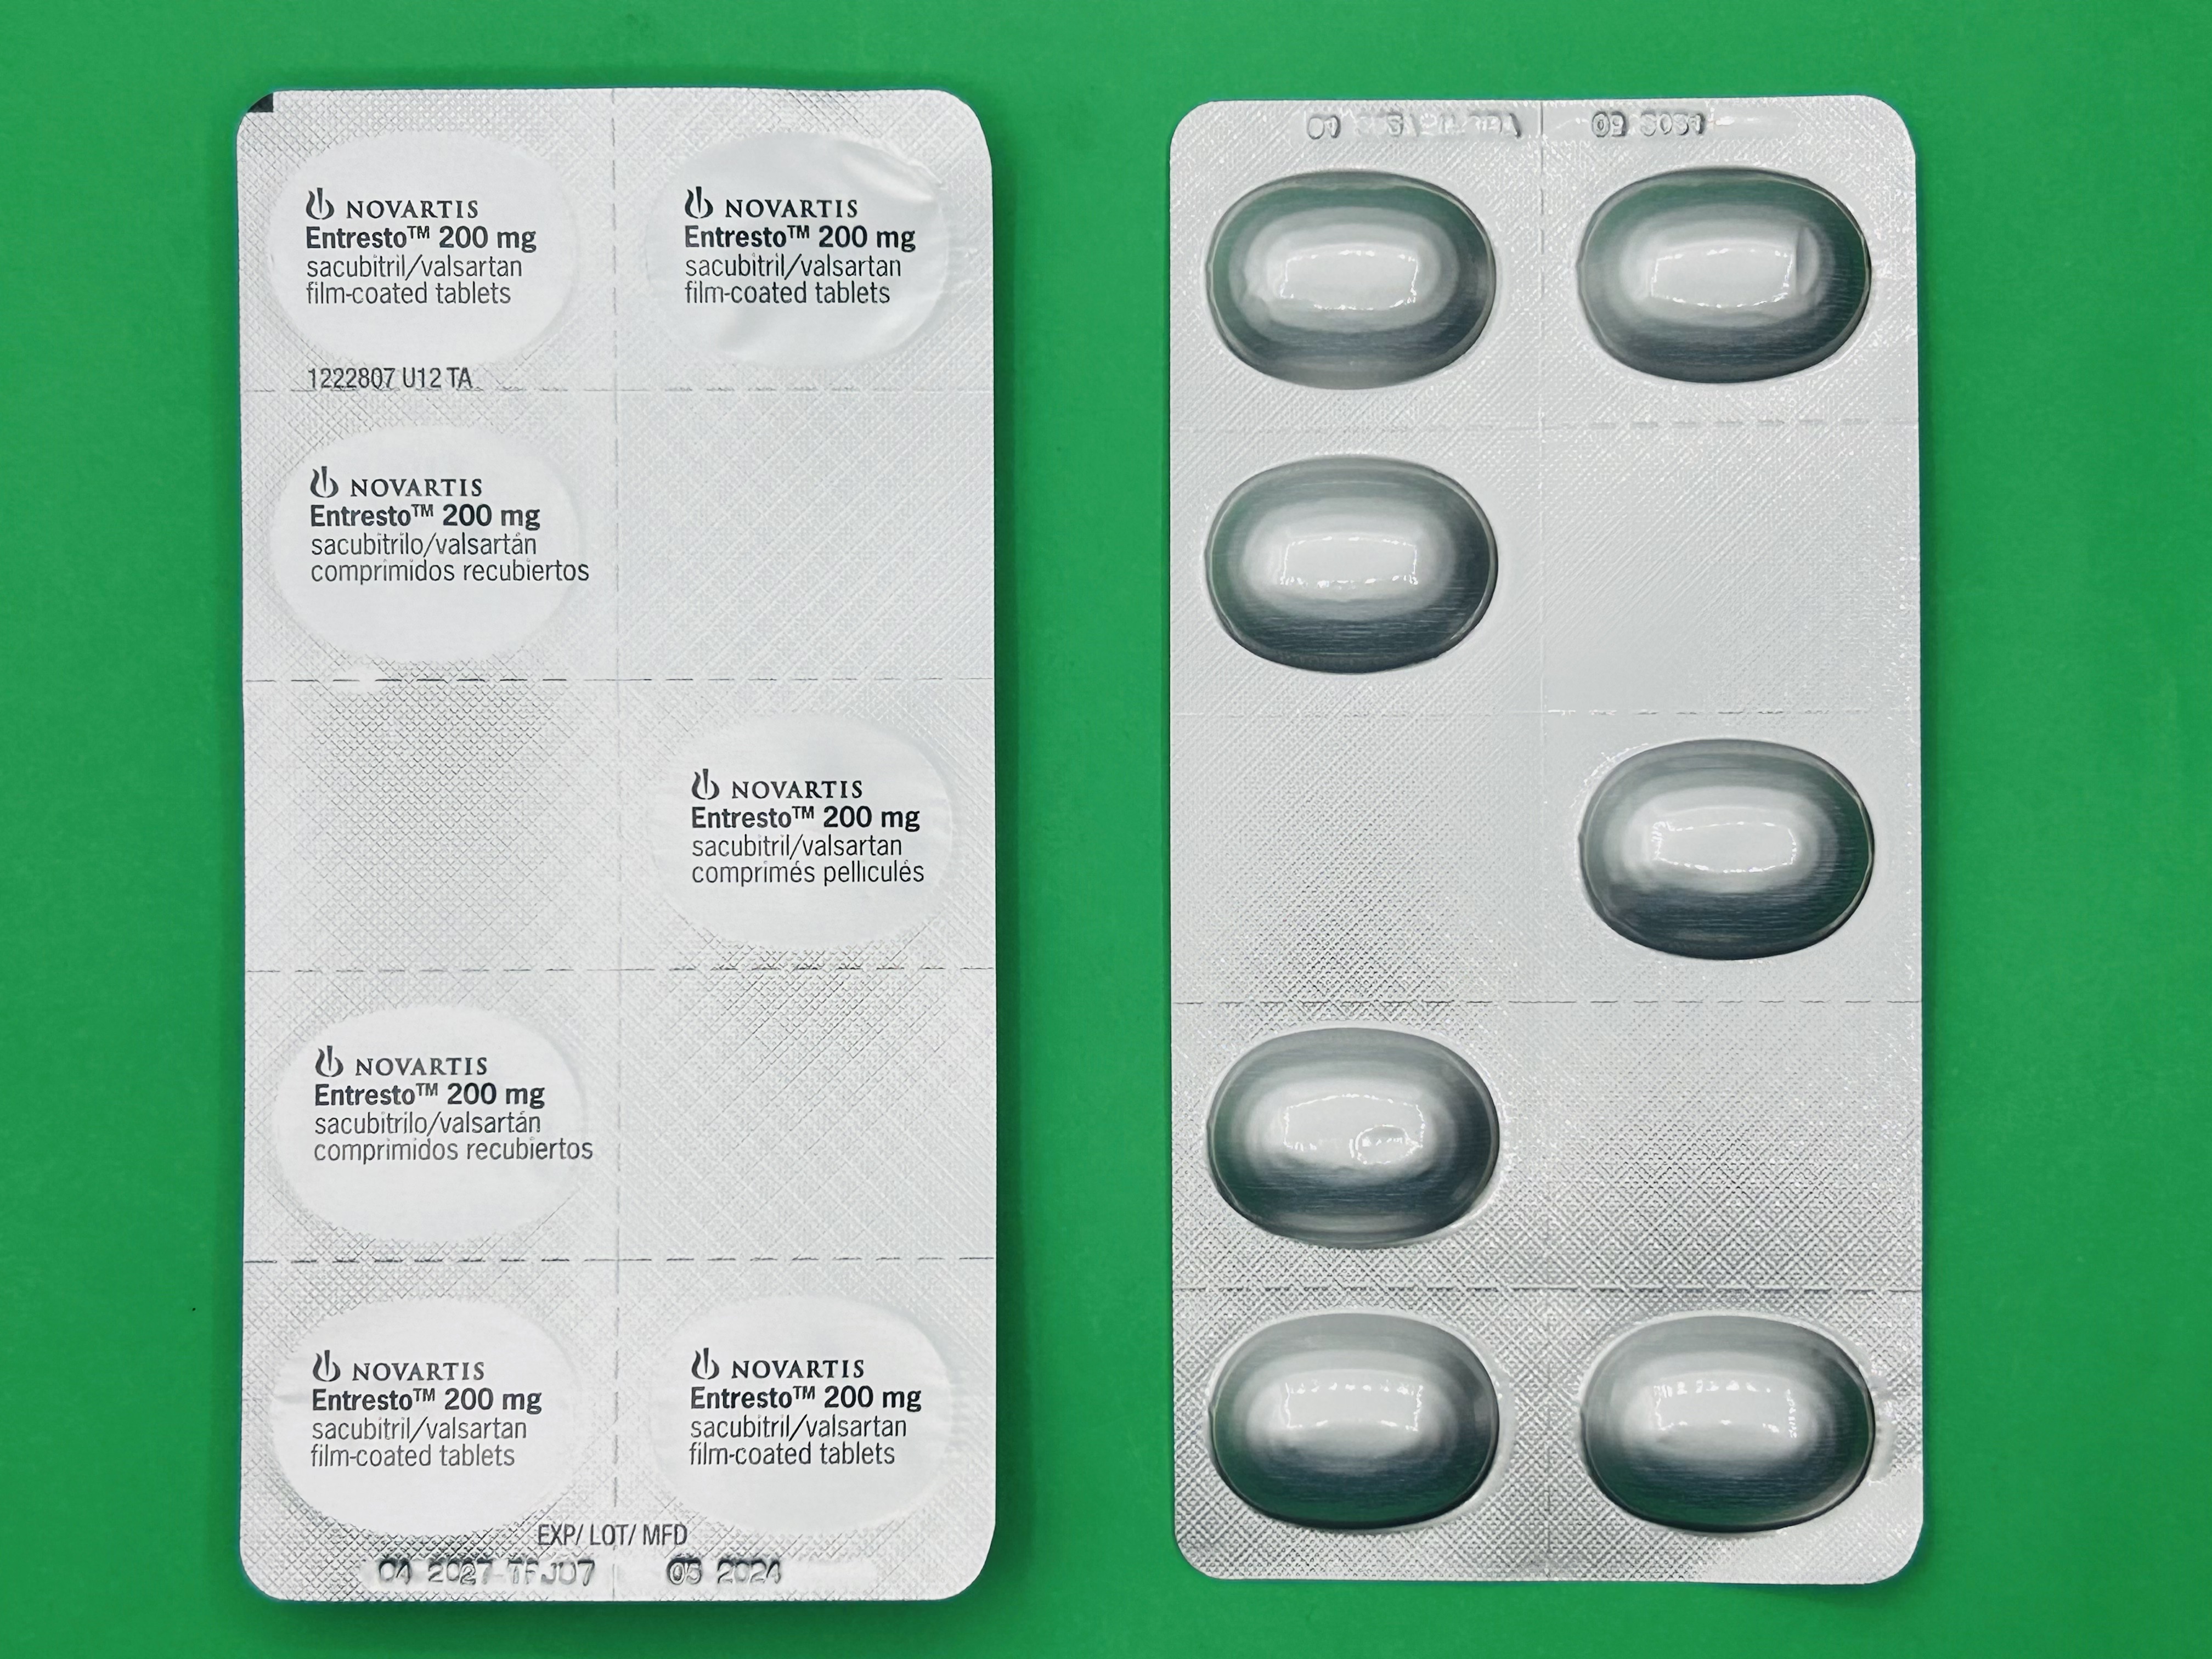 NOVARTIS
Entresto™ 200 mg
sacubitril/valsartan
film-coated tablets
NOVARTIS
Entresto™ 200 mg
sacubitril/valsartan
film-coated tablets
1222807 U12 TA
NOVARTIS
Entresto™ 200 mg
sacubitrilo/valsartán
comprimidos recubiertos
NOVARTIS
Entresto™ 200 mg
sacubitril/valsartan
comprimés pelliculés
NOVARTIS
Entresto™ 200 mg
sacubitrilo/valsartán
comprimidos recubiertos
NOVARTIS
Entresto™ 200 mg
sacubitril/valsartan
film-coated tablets
NOVARTIS
Entresto™ 200 mg
sacubitril/valsartan
film-coated tablets
EXP/ LOT/ MFD
04 2027 05 2024